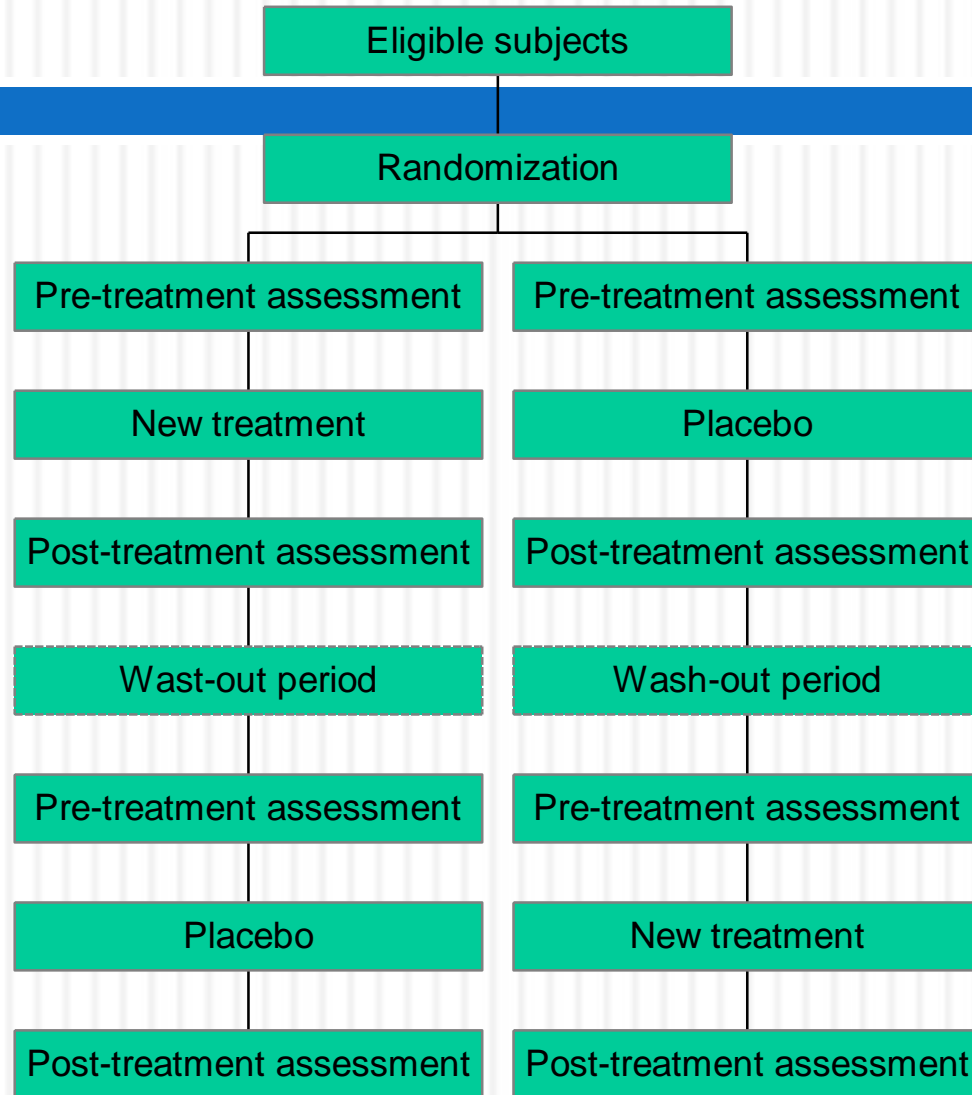 Eligible subjects
Randomization
Pre-treatment assessment
Pre-treatment assessment
New treatment
Placebo
Post-treatment assessment
Post-treatment assessment
Wast-out period
Wash-out period
Pre-treatment assessment
Pre-treatment assessment
Placebo
New treatment
Post-treatment assessment
Post-treatment assessment